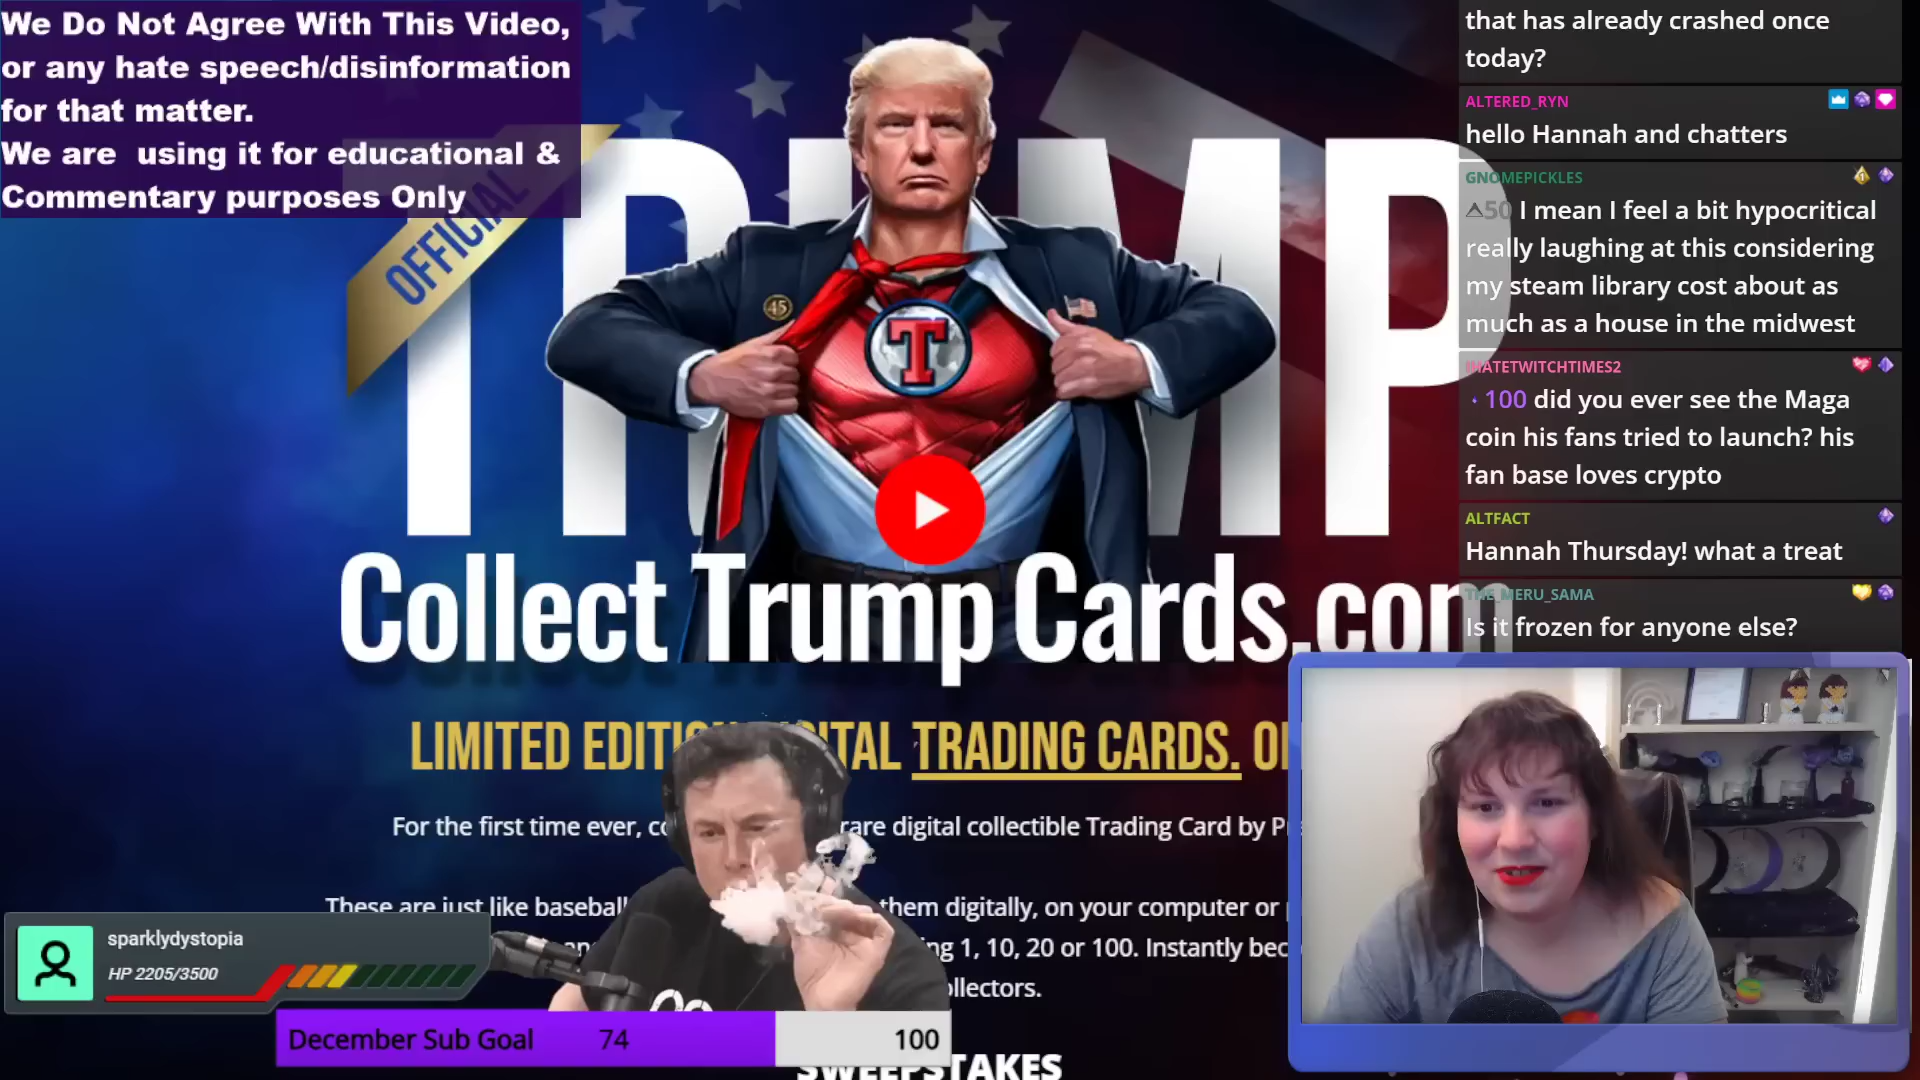 We Do Not Agree With This Video,
or any hate speech/disinformation
for that matter.
We are using it for educational &
Commentary purposes Only
OFFICIAL
TRUMP
45
T
Collect Trump Cards.com
LIMITED EDITION DIGITAL TRADING CARDS.
For the first time ever, rare digital collectible Trading Card by
These are just like baseball them digitally, on your computer or
1, 10, 20 or 100. Instantly
SWEEPSTAKES
that has already crashed once
today?
ALTERED_RYN
hello Hannah and chatters
GNOMEPICKLES
50 I mean I feel a bit hypocritical
really laughing at this considering
my steam library cost about as
much as a house in the midwest
IHATETWITCHTIMES2
100 did you ever see the Maga
coin his fans tried to launch? his
fan base loves crypto
ALTFACT
Hannah Thursday! what a treat
THE_MERU_SAMA
Is it frozen for anyone else?
sparklydystopia
HP 2205/3500
December Sub Goal 74 100